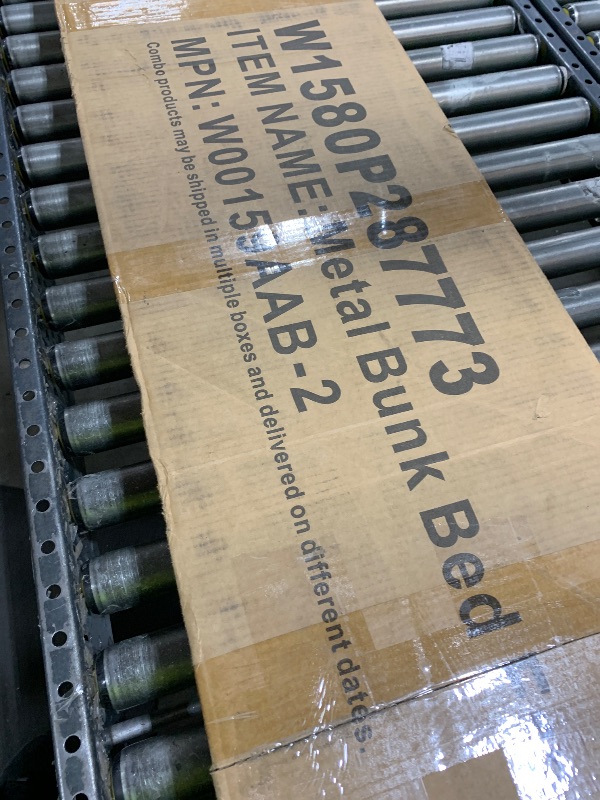 W1580P287773
ITEM NAME: Metal Bunk Bed
MPN: W00153AAB-2
Combo products may be shipped in multiple boxes and delivered on different dates.